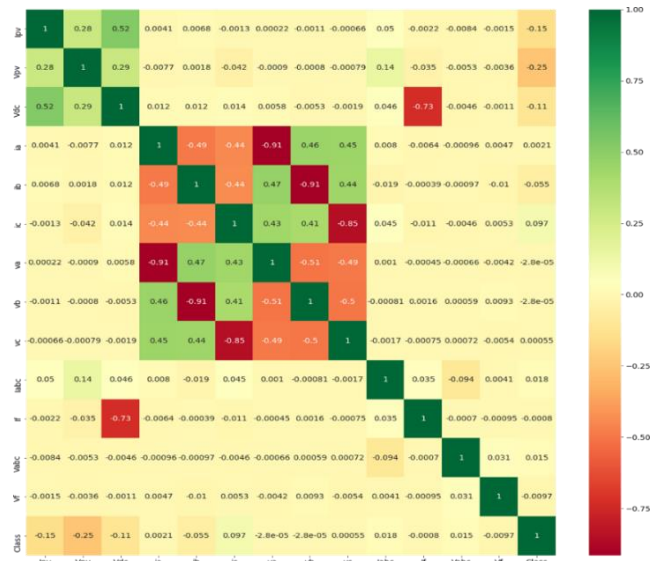 Ipv 1 0.28 0.52 0.0041 0.0068 -0.0013 0.00022 -0.0011 -0.00066 0.05 -0.0022 -0.0084 -0.0015 -0.15
Vpv 0.28 1 0.29 -0.0077 0.0018 -0.042 -0.0009 -0.0008 -0.00079 0.14 -0.035 -0.0053 -0.0036 -0.25
Vdc 0.52 0.29 1 0.012 0.012 0.014 0.0058 -0.0053 -0.0019 0.046 -0.73 -0.0046 -0.0011 -0.11
ia 0.0041 -0.0077 0.012 1 -0.49 -0.44 -0.91 0.46 0.45 0.008 -0.0064 -0.00096 0.0047 0.0021
ib 0.0068 0.0018 0.012 -0.49 1 -0.44 0.47 -0.91 0.44 -0.019 -0.00039 -0.00097 -0.01 -0.055
ic -0.0013 -0.042 0.014 -0.44 -0.44 1 0.43 0.41 -0.85 0.045 -0.011 -0.0046 0.0053 0.097
va 0.00022 -0.0009 0.0058 -0.91 0.47 0.43 1 -0.51 -0.49 0.001 -0.00045 -0.00066 -0.0042 -2.8e-05
vb -0.0011 -0.0008 -0.0053 0.46 -0.91 0.41 -0.51 1 -0.5 -0.00081 0.0016 0.00059 0.0093 -2.8e-05
vc -0.00066 -0.00079 -0.0019 0.45 0.44 -0.85 -0.49 -0.5 1 -0.0017 -0.00075 0.00072 -0.0054 0.00055
Iabc 0.05 0.14 0.046 0.008 -0.019 0.045 0.001 -0.00081 -0.0017 1 0.035 -0.094 0.0041 0.018
If -0.0022 -0.035 -0.73 -0.0064 -0.00039 -0.011 -0.00045 0.0016 -0.00075 0.035 1 -0.0007 -0.00095 -0.0008
Vabc -0.0084 -0.0053 -0.0046 -0.00096 -0.00097 -0.0046 -0.00066 0.00059 0.00072 -0.094 -0.0007 1 0.031 0.015
Vf -0.0015 -0.0036 -0.0011 0.0047 -0.01 0.0053 -0.0042 0.0093 -0.0054 0.0041 -0.00095 0.031 1 -0.0097
Class -0.15 -0.25 -0.11 0.0021 -0.055 0.097 -2.8e-05 -2.8e-05 0.00055 0.018 -0.0008 0.015 -0.0097 1
1.00
0.75
0.50
0.25
0.00
−0.25
−0.50
−0.75